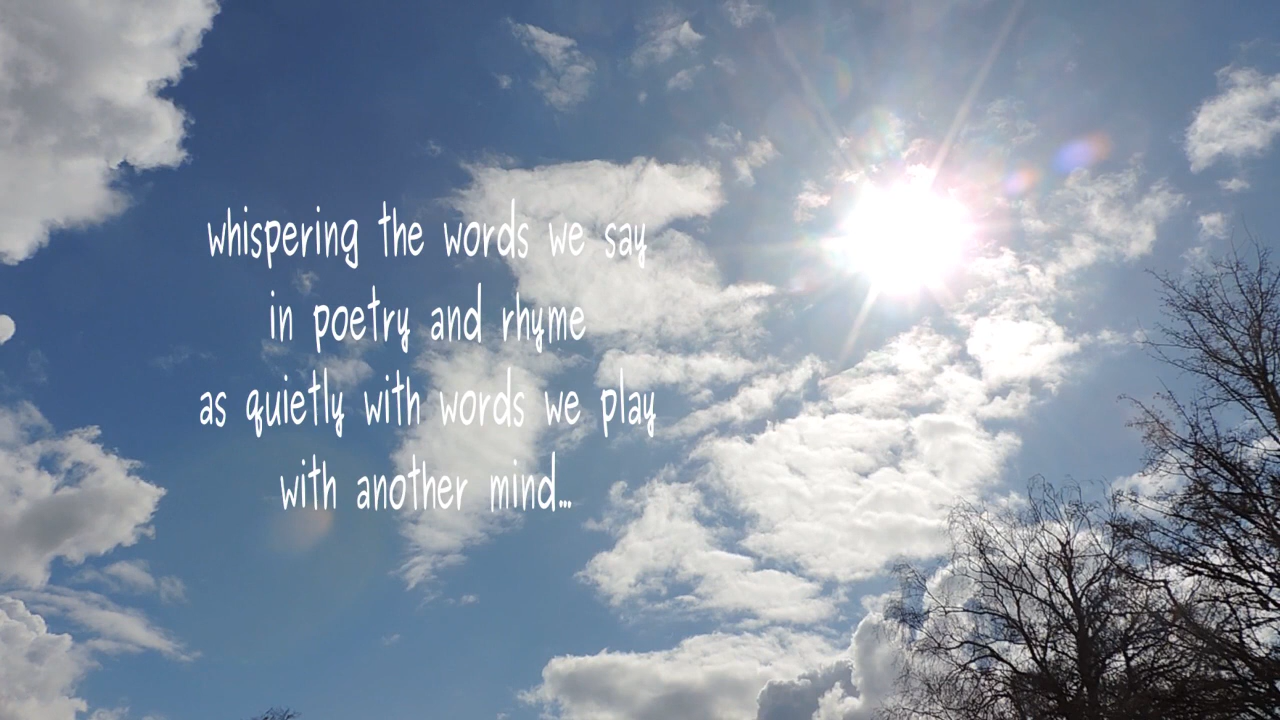 whispering the words we say
in poetry and rhyme
as quietly with words we play
with another mind...